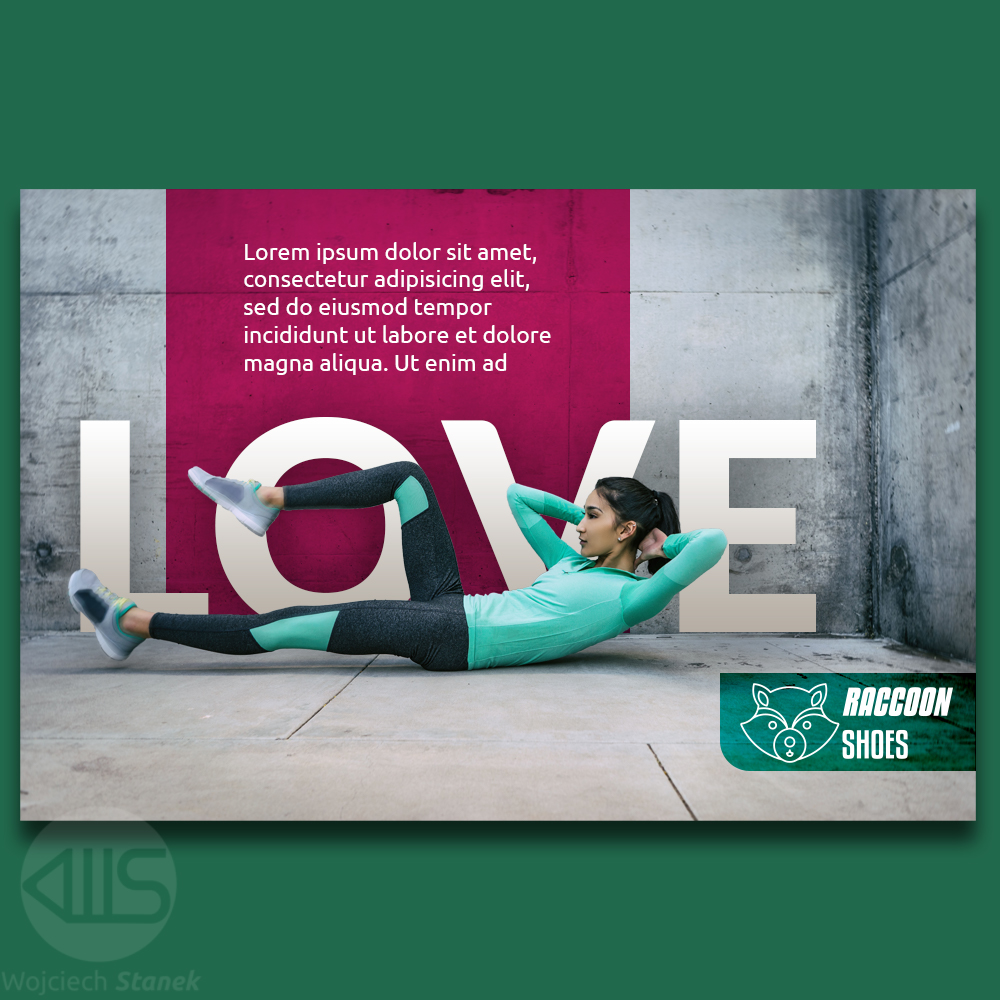 Lorem ipsum dolor sit amet,
consectetur adipisicing elit,
sed do eiusmod tempor
incididunt ut labore et dolore
magna aliqua. Ut enim ad
LOVE
RACCOON
SHOES
Wojciech Stanek